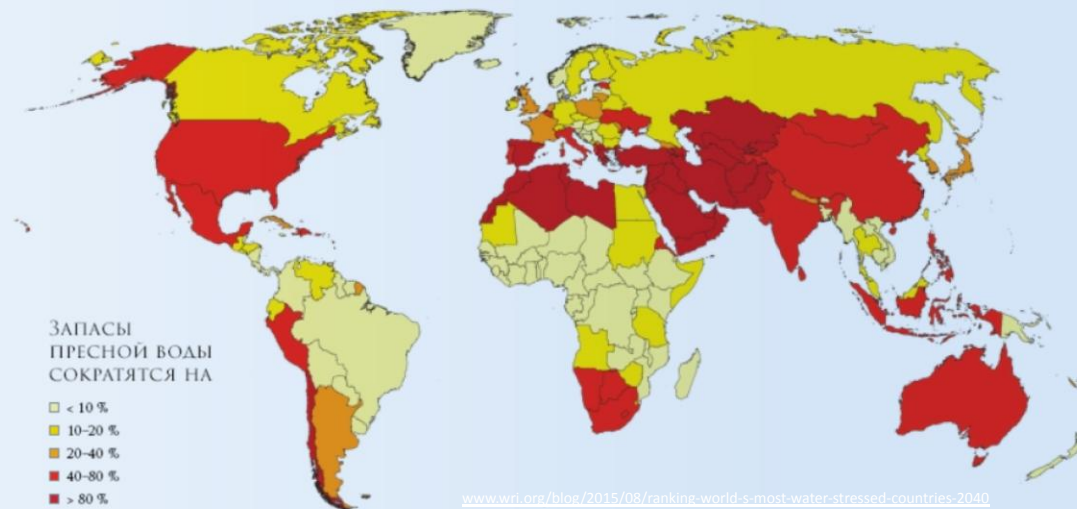 ЗАПАСЫ
ПРЕСНОЙ ВОДЫ
СОКРАТЯТСЯ НА
< 10 %
10–20 %
20–40 %
40–80 %
> 80 %
www.wri.org/blog/2015/08/ranking-world-s-most-water-stressed-countries-2040